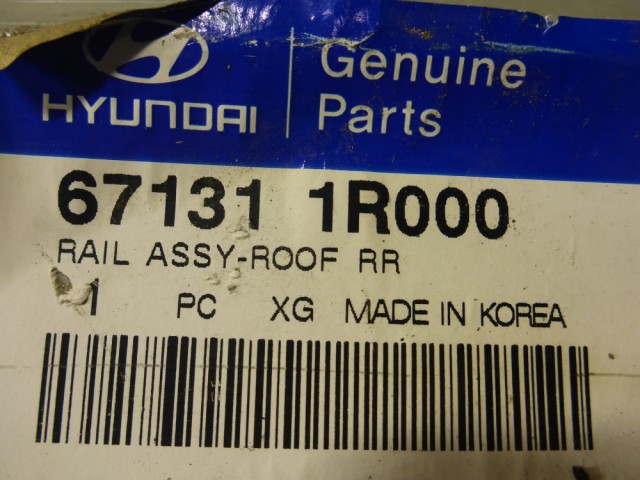 HYUNDAI
Genuine
Parts
67131 1R000
RAIL ASSY-ROOF RR
1 PC XG MADE IN KOREA